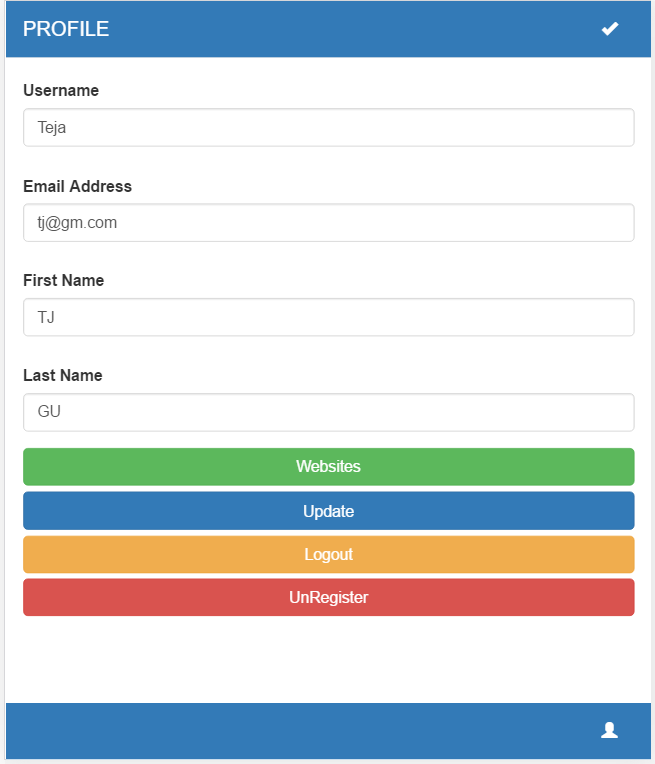 PROFILE
Username
Teja
Email Address
tj@gm.com
First Name
TJ
Last Name
GU
Websites
Update
Logout
UnRegister